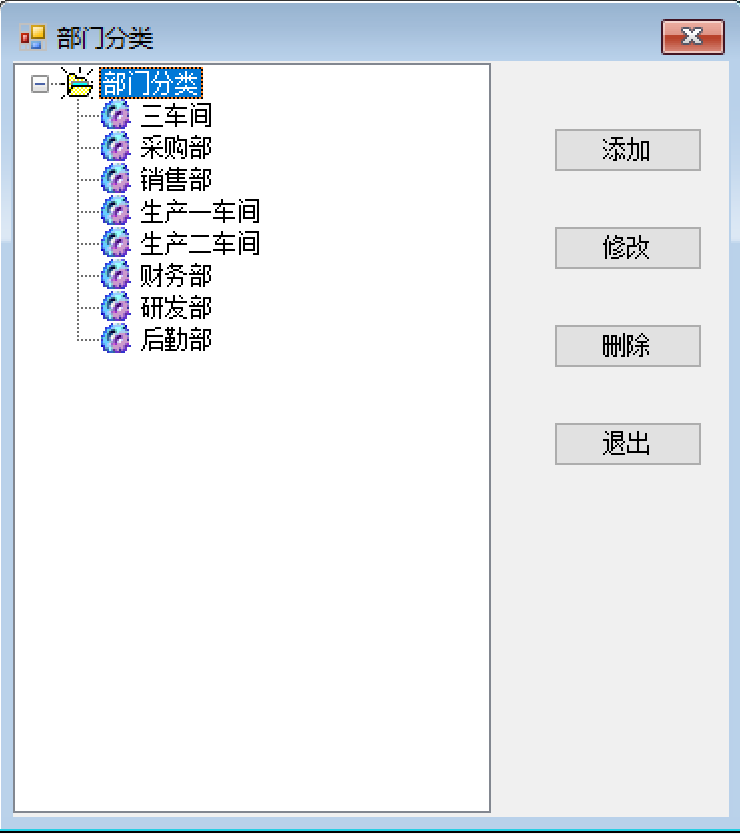 部门分类
部门分类
三车间
采购部
销售部
生产一车间
生产二车间
财务部
研发部
后勤部
添加
修改
删除
退出